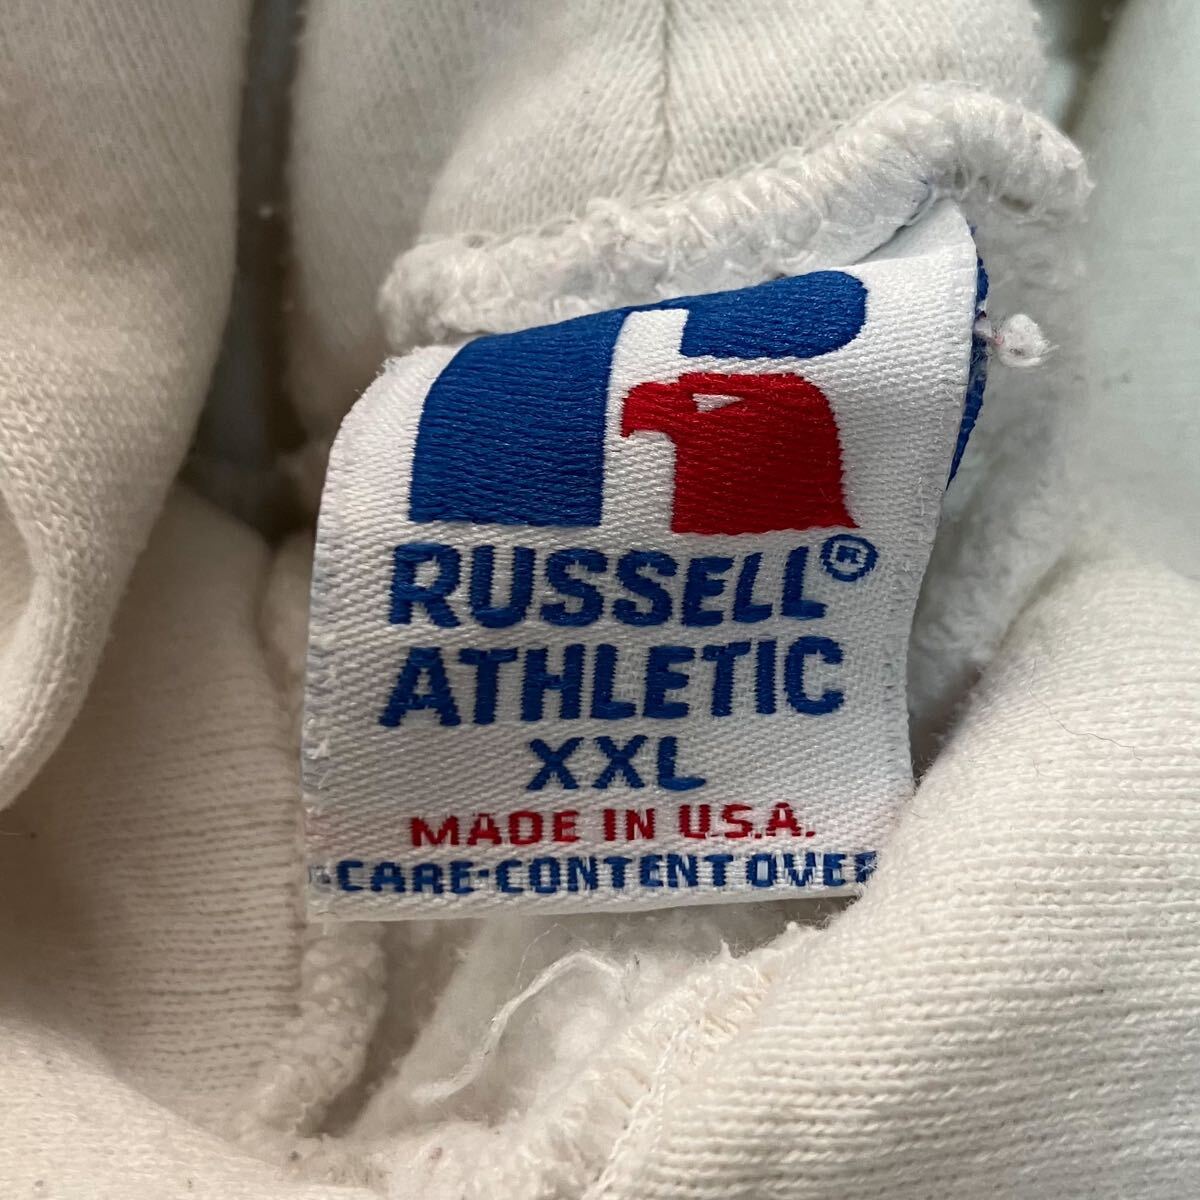 RUSSELL®
ATHLETIC
XXL
MADE IN U.S.A.
CARE·CONTENT OVER